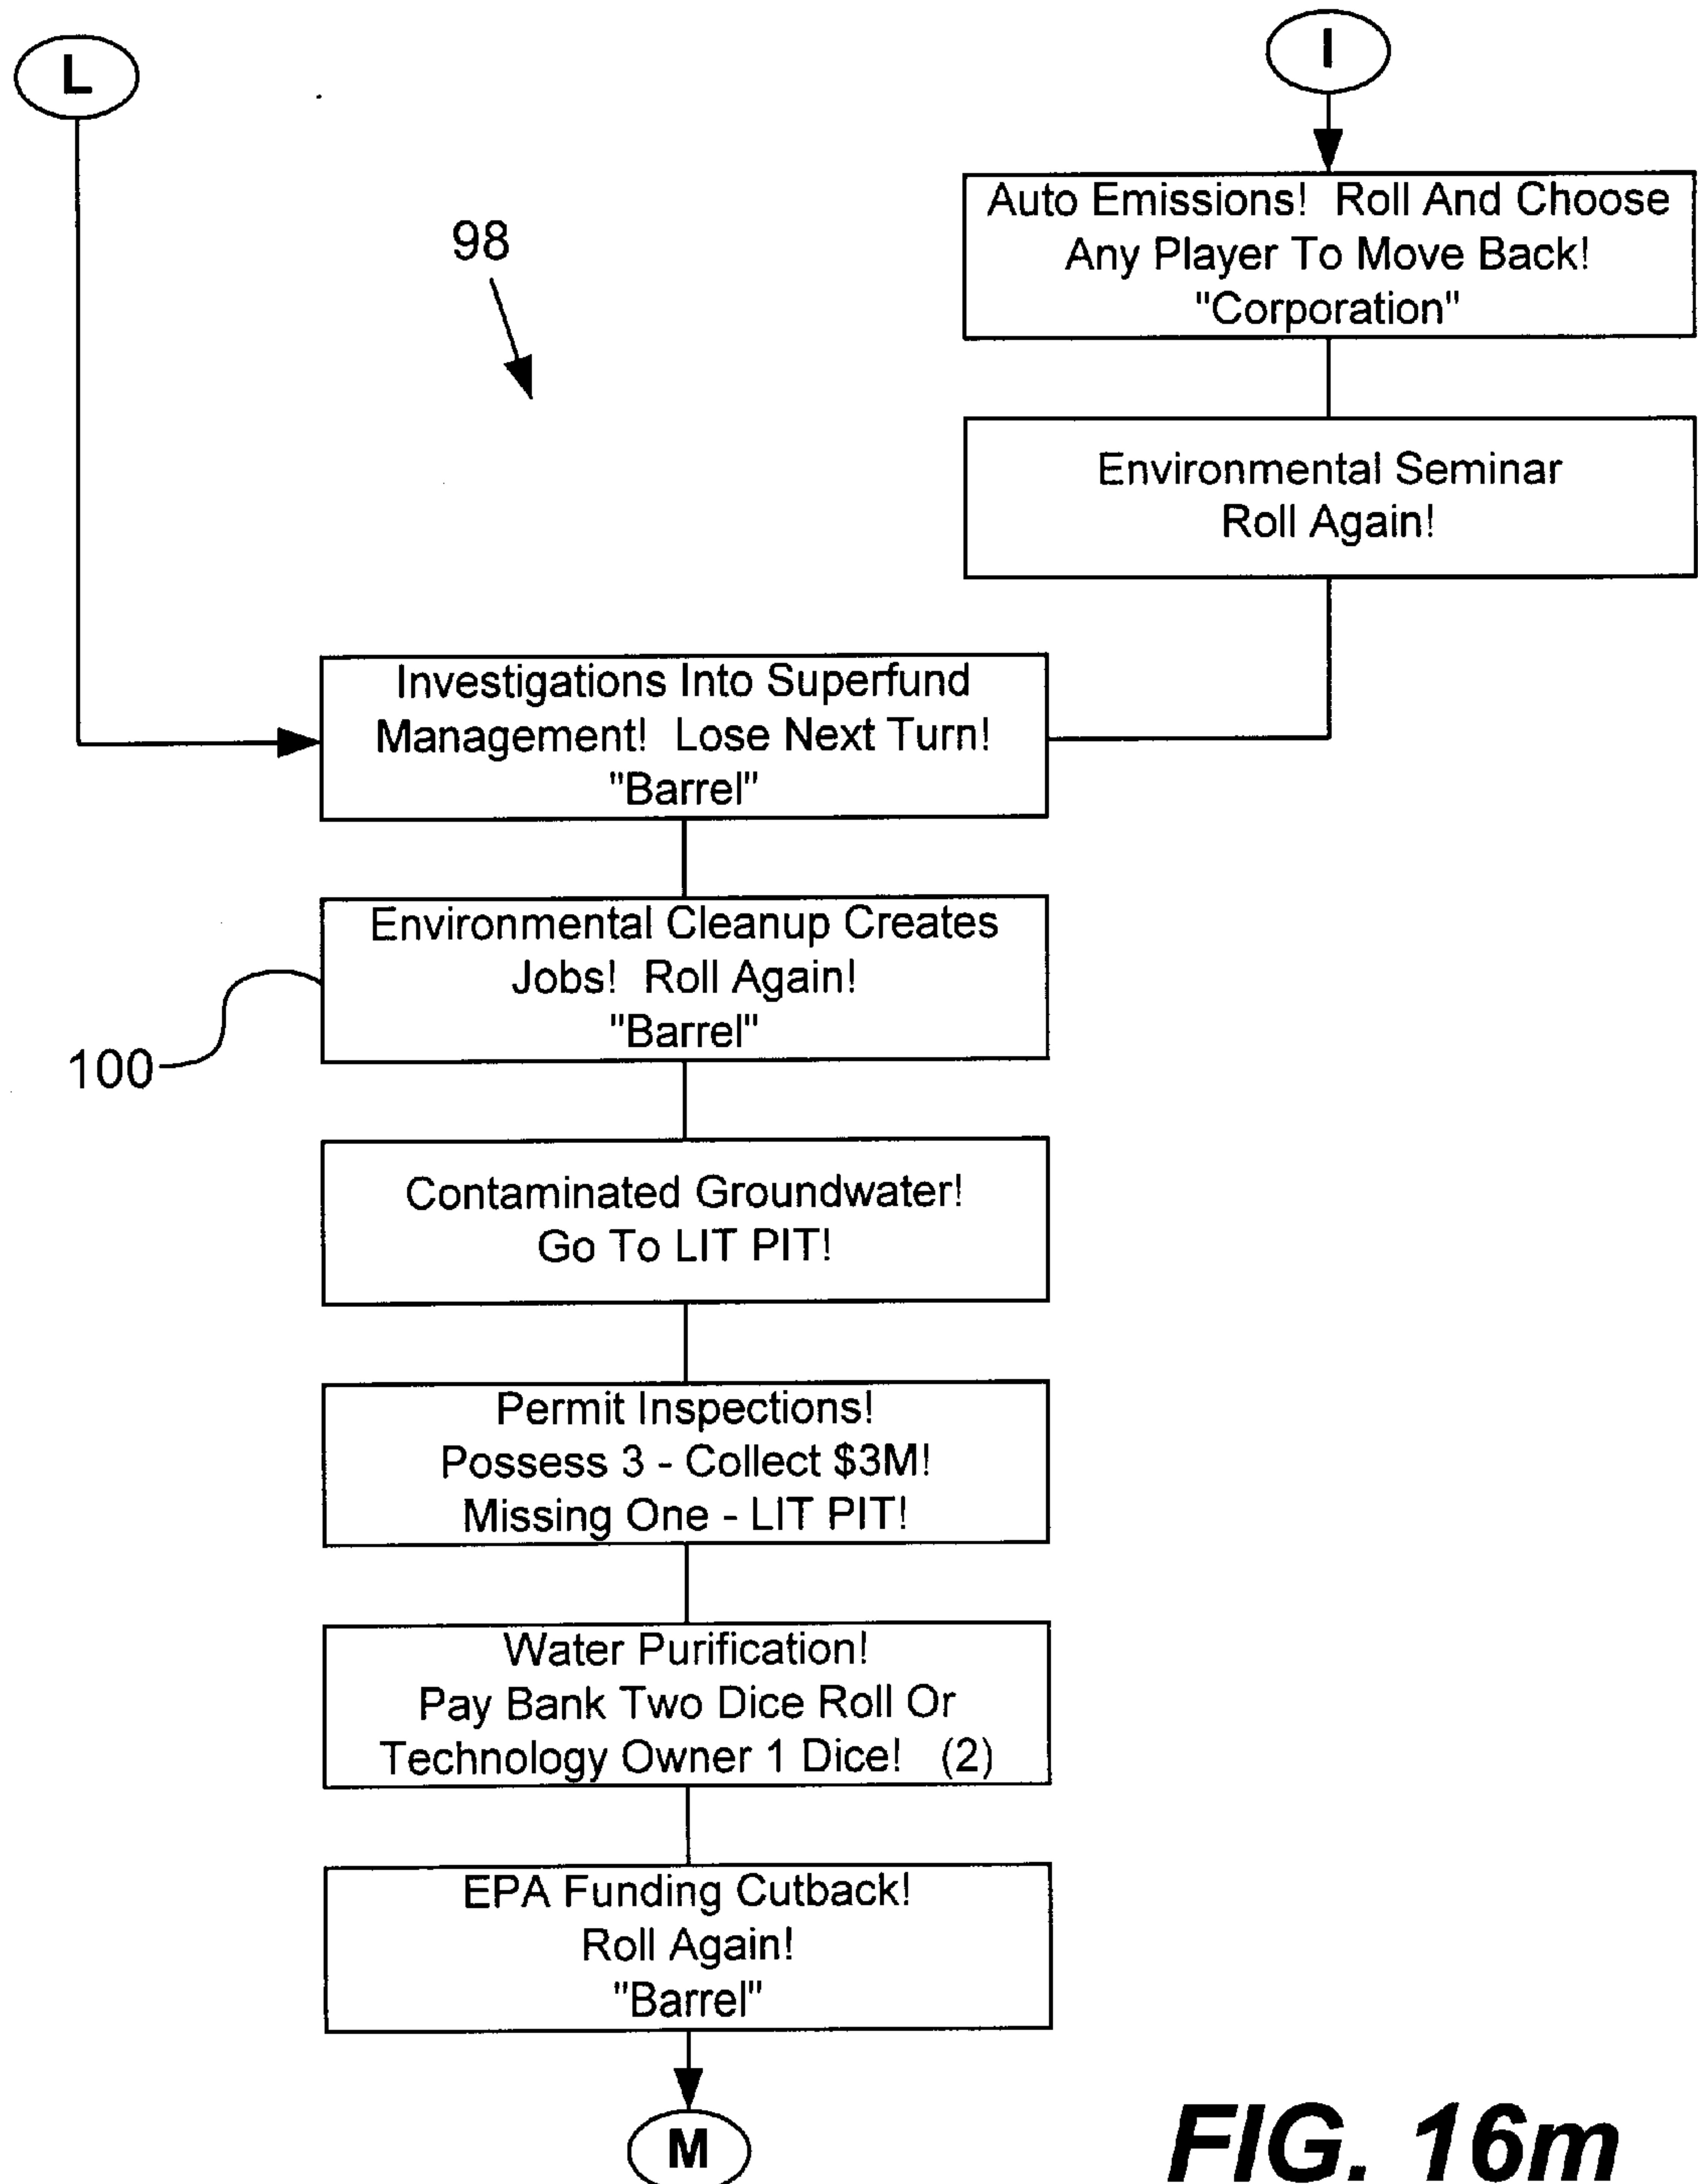 L
I
Auto Emissions! Roll And Choose
Any Player To Move Back!
"Corporation"
98
Environmental Seminar
Roll Again!
Investigations Into Superfund
Management! Lose Next Turn!
"Barrel"
Environmental Cleanup Creates
Jobs! Roll Again!
"Barrel"
100
Contaminated Groundwater!
Go To LIT PIT!
Permit Inspections!
Possess 3 - Collect $3M!
Missing One - LIT PIT!
Water Purification!
Pay Bank Two Dice Roll Or
Technology Owner 1 Dice! (2)
EPA Funding Cutback!
Roll Again!
"Barrel"
M
FIG. 16m